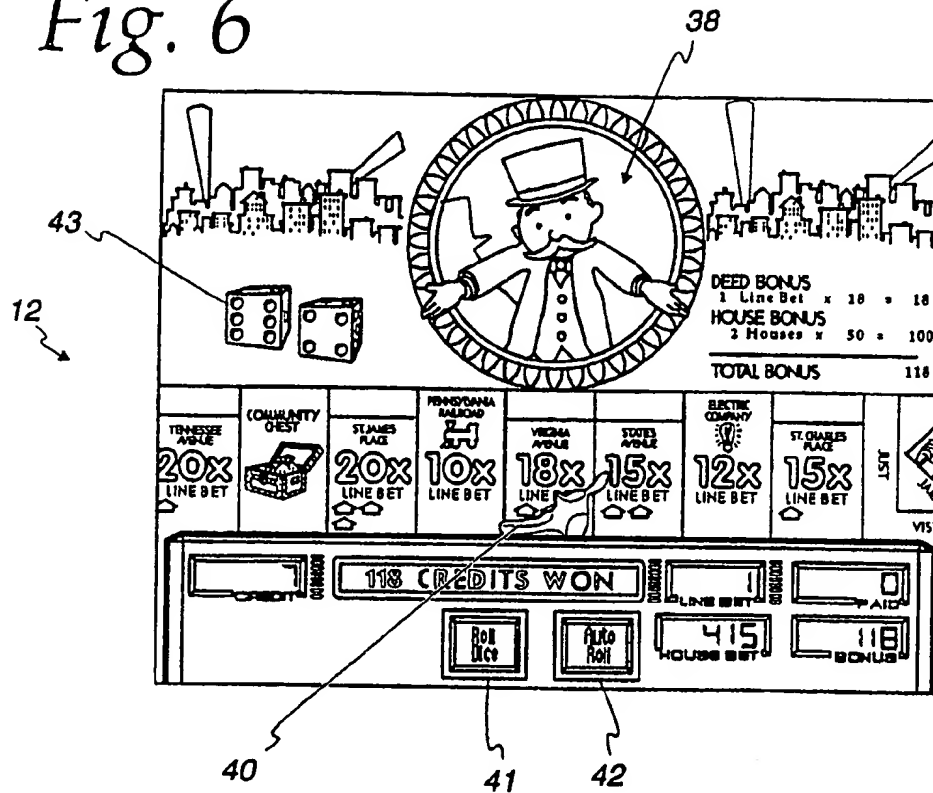 Fig. 6
38
43
12
DEED BONUS
1 Line Bet x 18 = 18
HOUSE BONUS
2 Houses x 50 = 100
TOTAL BONUS 118
TENNESSEE AVENUE
20X
LINE BET
COMMUNITY CHEST
ST. JAMES PLACE
20X
LINE BET
PENNSYLVANIA RAILROAD
10X
LINE BET
VIRGINIA AVENUE
18X
LINE
STATES AVENUE
15X
LINE BET
ELECTRIC COMPANY
12X
LINE BET
ST. CHARLES PLACE
15X
LINE BET
JUST
VIS
CREDIT
118 CREDITS WON
1
LINE BET
0
PAID
Roll Dice
Auto Roll
415
HOUSE BET
118
BONUS
40
41
42